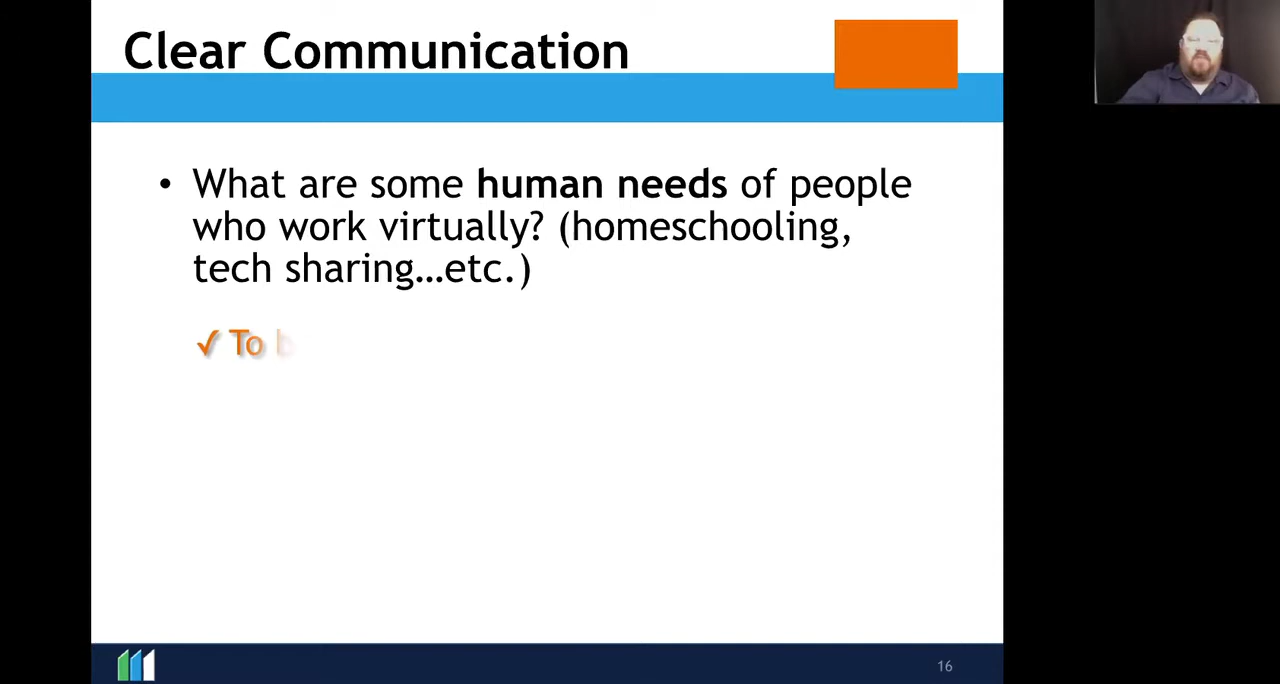 Clear Communication
• What are some human needs of people
who work virtually? (homeschooling,
tech sharing…etc.)
✓ To b
16